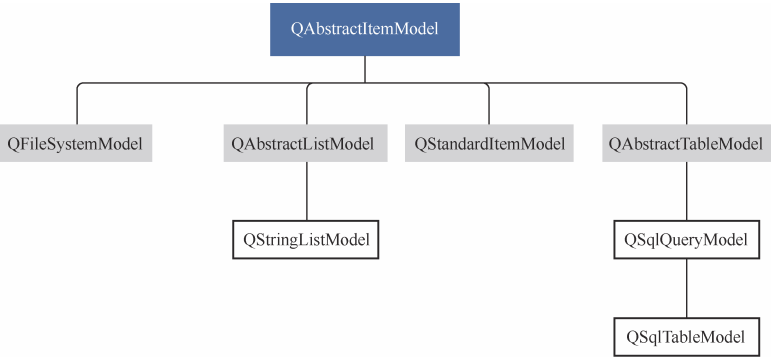 QAbstractItemModel
QFileSystemModel
QAbstractListModel
QStandardItemModel
QAbstractTableModel
QStringListModel
QSqlQueryModel
QSqlTableModel